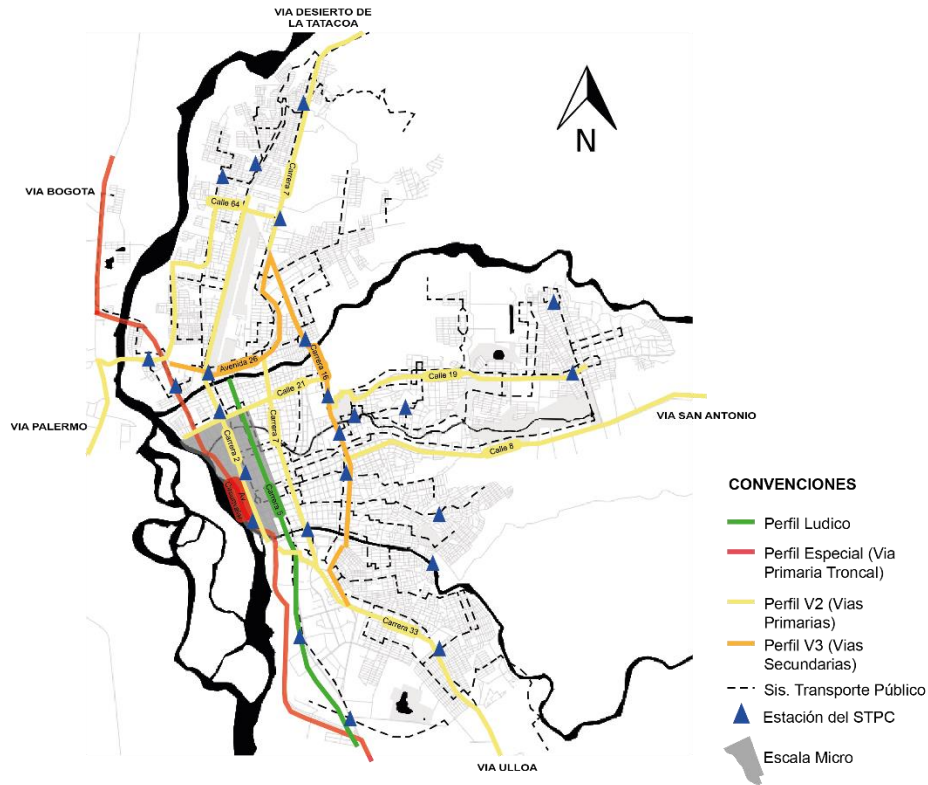 VIA DESIERTO DE
LA TATACOA
N
VIA BOGOTA
Carrera 7
Calle 64
Avenida 26
Carrera 16
Calle 19
Calle 21
Carrera 7
VIA SAN ANTONIO
VIA PALERMO
Carrera 2
Calle 8
Carrera 5
Carrera 33
VIA ULLOA
CONVENCIONES
Perfil Ludico
Perfil Especial (Via
Primaria Troncal)
Perfil V2 (Vias
Primarias)
Perfil V3 (Vias
Secundarias)
Sis. Transporte Público
Estación del STPC
Escala Micro